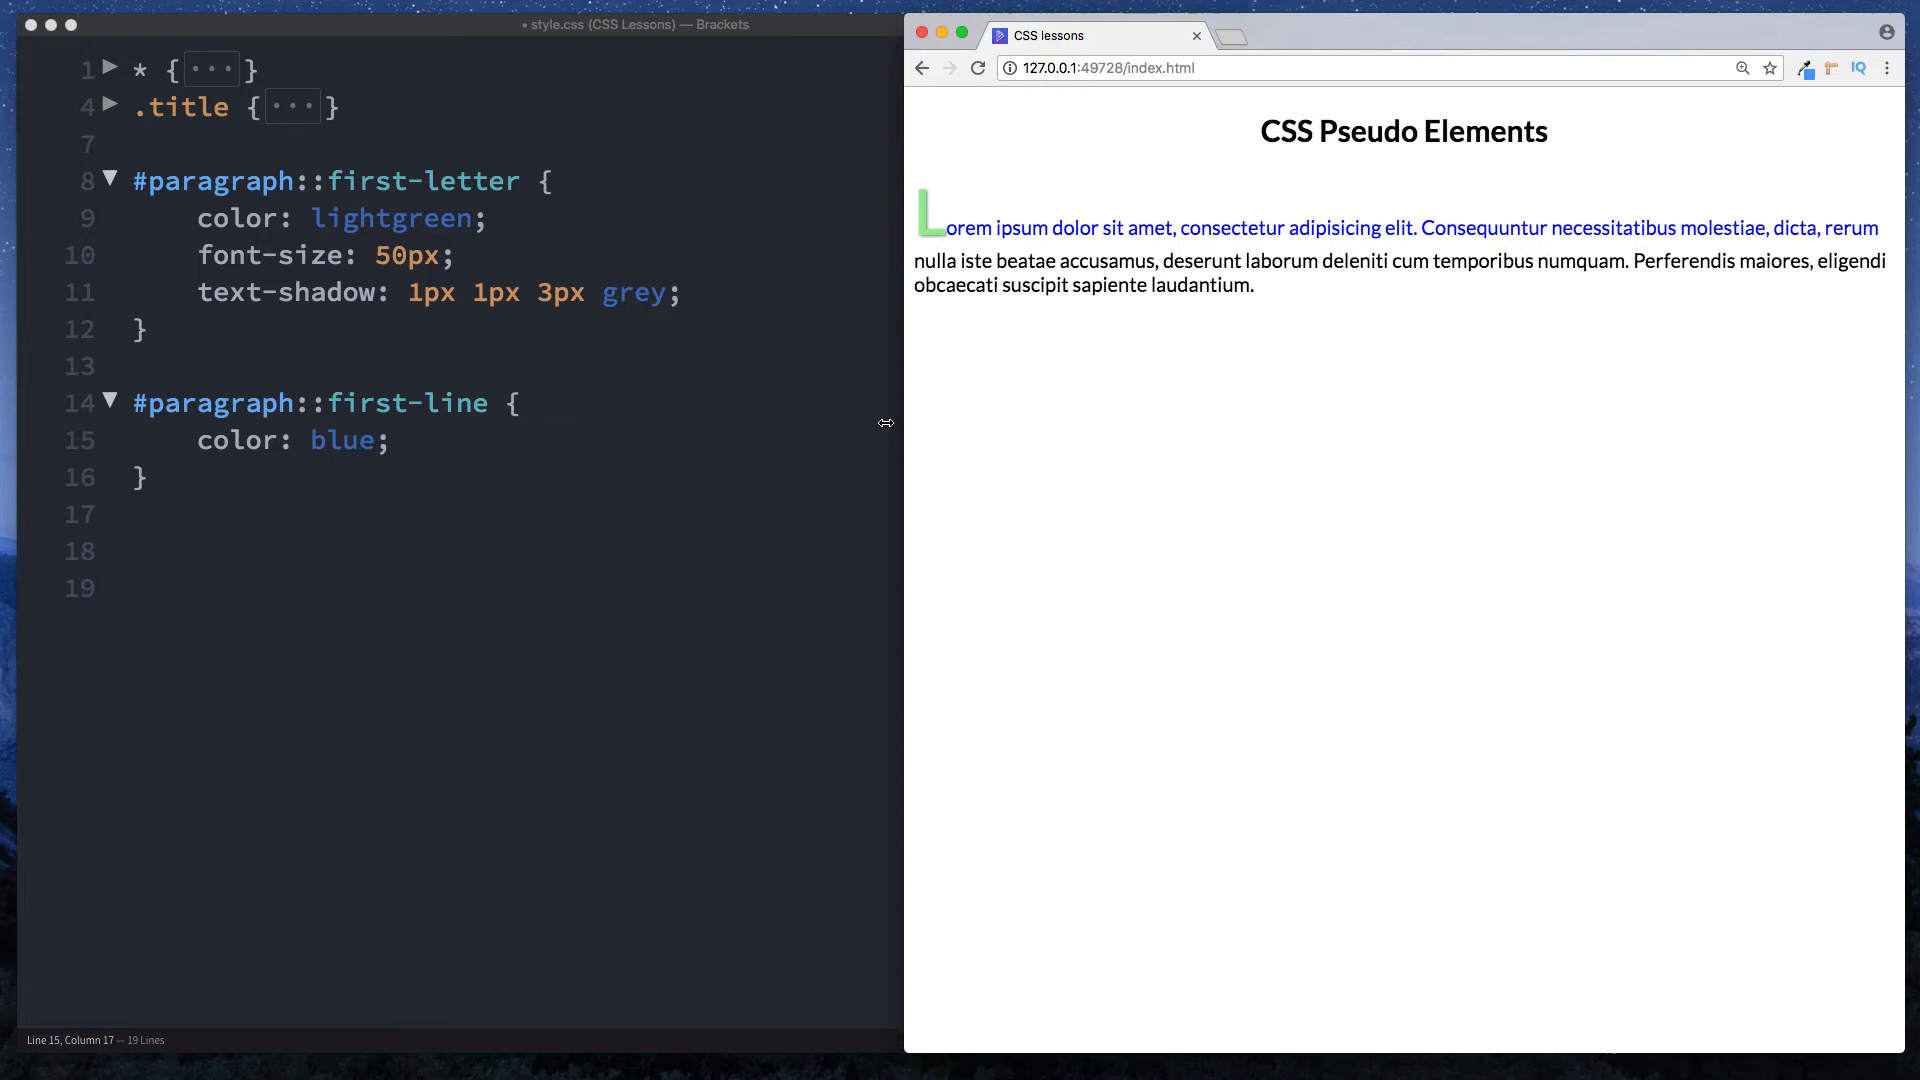 • style.css (CSS Lessons) — Brackets
1 * {•••}
4 .title {•••}
7
8 #paragraph::first-letter {
9 color: lightgreen;
10 font-size: 50px;
11 text-shadow: 1px 1px 3px grey;
12 }
13
14 #paragraph::first-line {
15 color: blue;
16 }
17
18
19
Line 15, Column 17 — 19 Lines
CSS lessons
127.0.0.1:49728/index.html
IQ
CSS Pseudo Elements
Lorem ipsum dolor sit amet, consectetur adipisicing elit. Consequuntur necessitatibus molestiae, dicta, rerum
nulla iste beatae accusamus, deserunt laborum deleniti cum temporibus numquam. Perferendis maiores, eligendi
obcaecati suscipit sapiente laudantium.